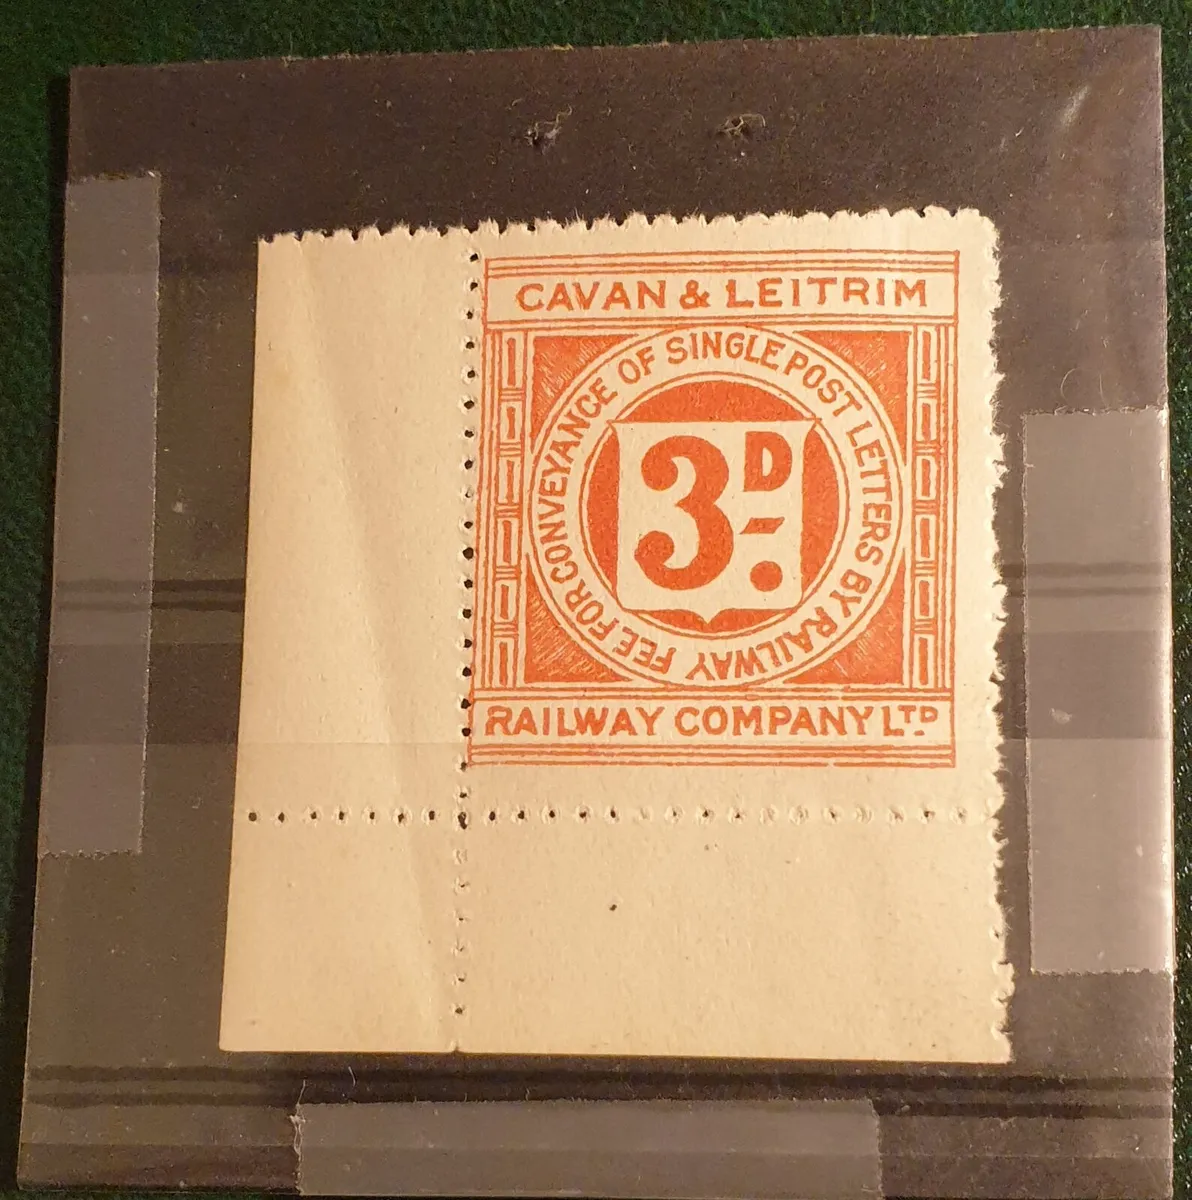 CAVAN & LEITRIM
FEE FOR CONVEYANCE OF SINGLE POST LETTERS BY RAILWAY
3D.
RAILWAY COMPANY LTD